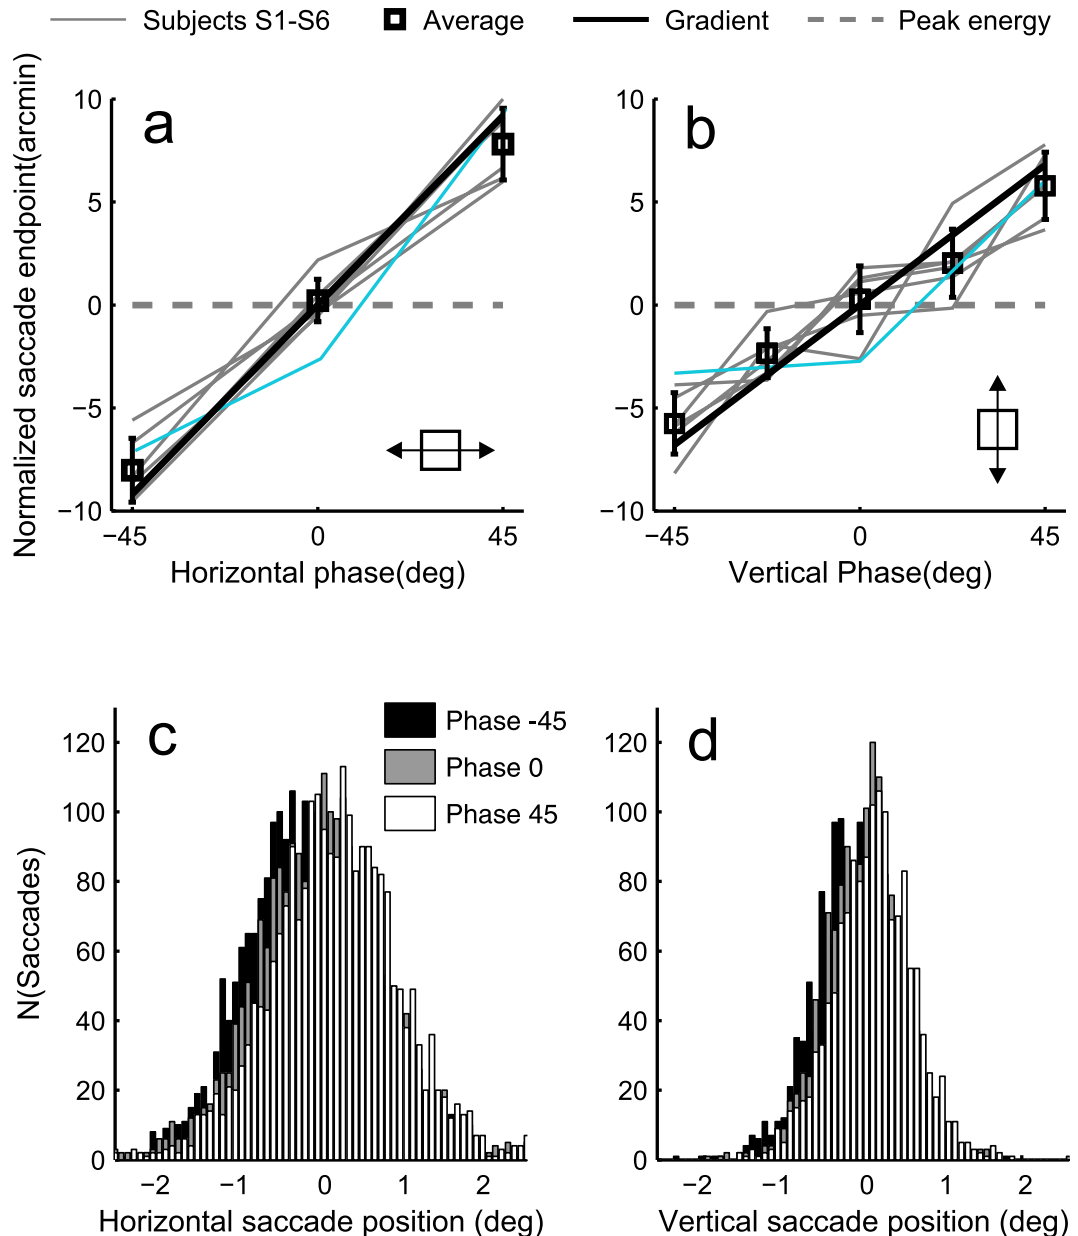 Subjects S1-S6 Average Gradient Peak energy
Normalized saccade endpoint(arcmin)
a
10
5
0
−5
−10
−45 0 45
Horizontal phase(deg)
b
10
5
0
−5
−10
−45 0 45
Vertical Phase(deg)
c
Phase -45
Phase 0
Phase 45
N(Saccades)
120
100
80
60
40
20
0
−2 −1 0 1 2
Horizontal saccade position (deg)
d
120
100
80
60
40
20
0
−2 −1 0 1 2
Vertical saccade position (deg)